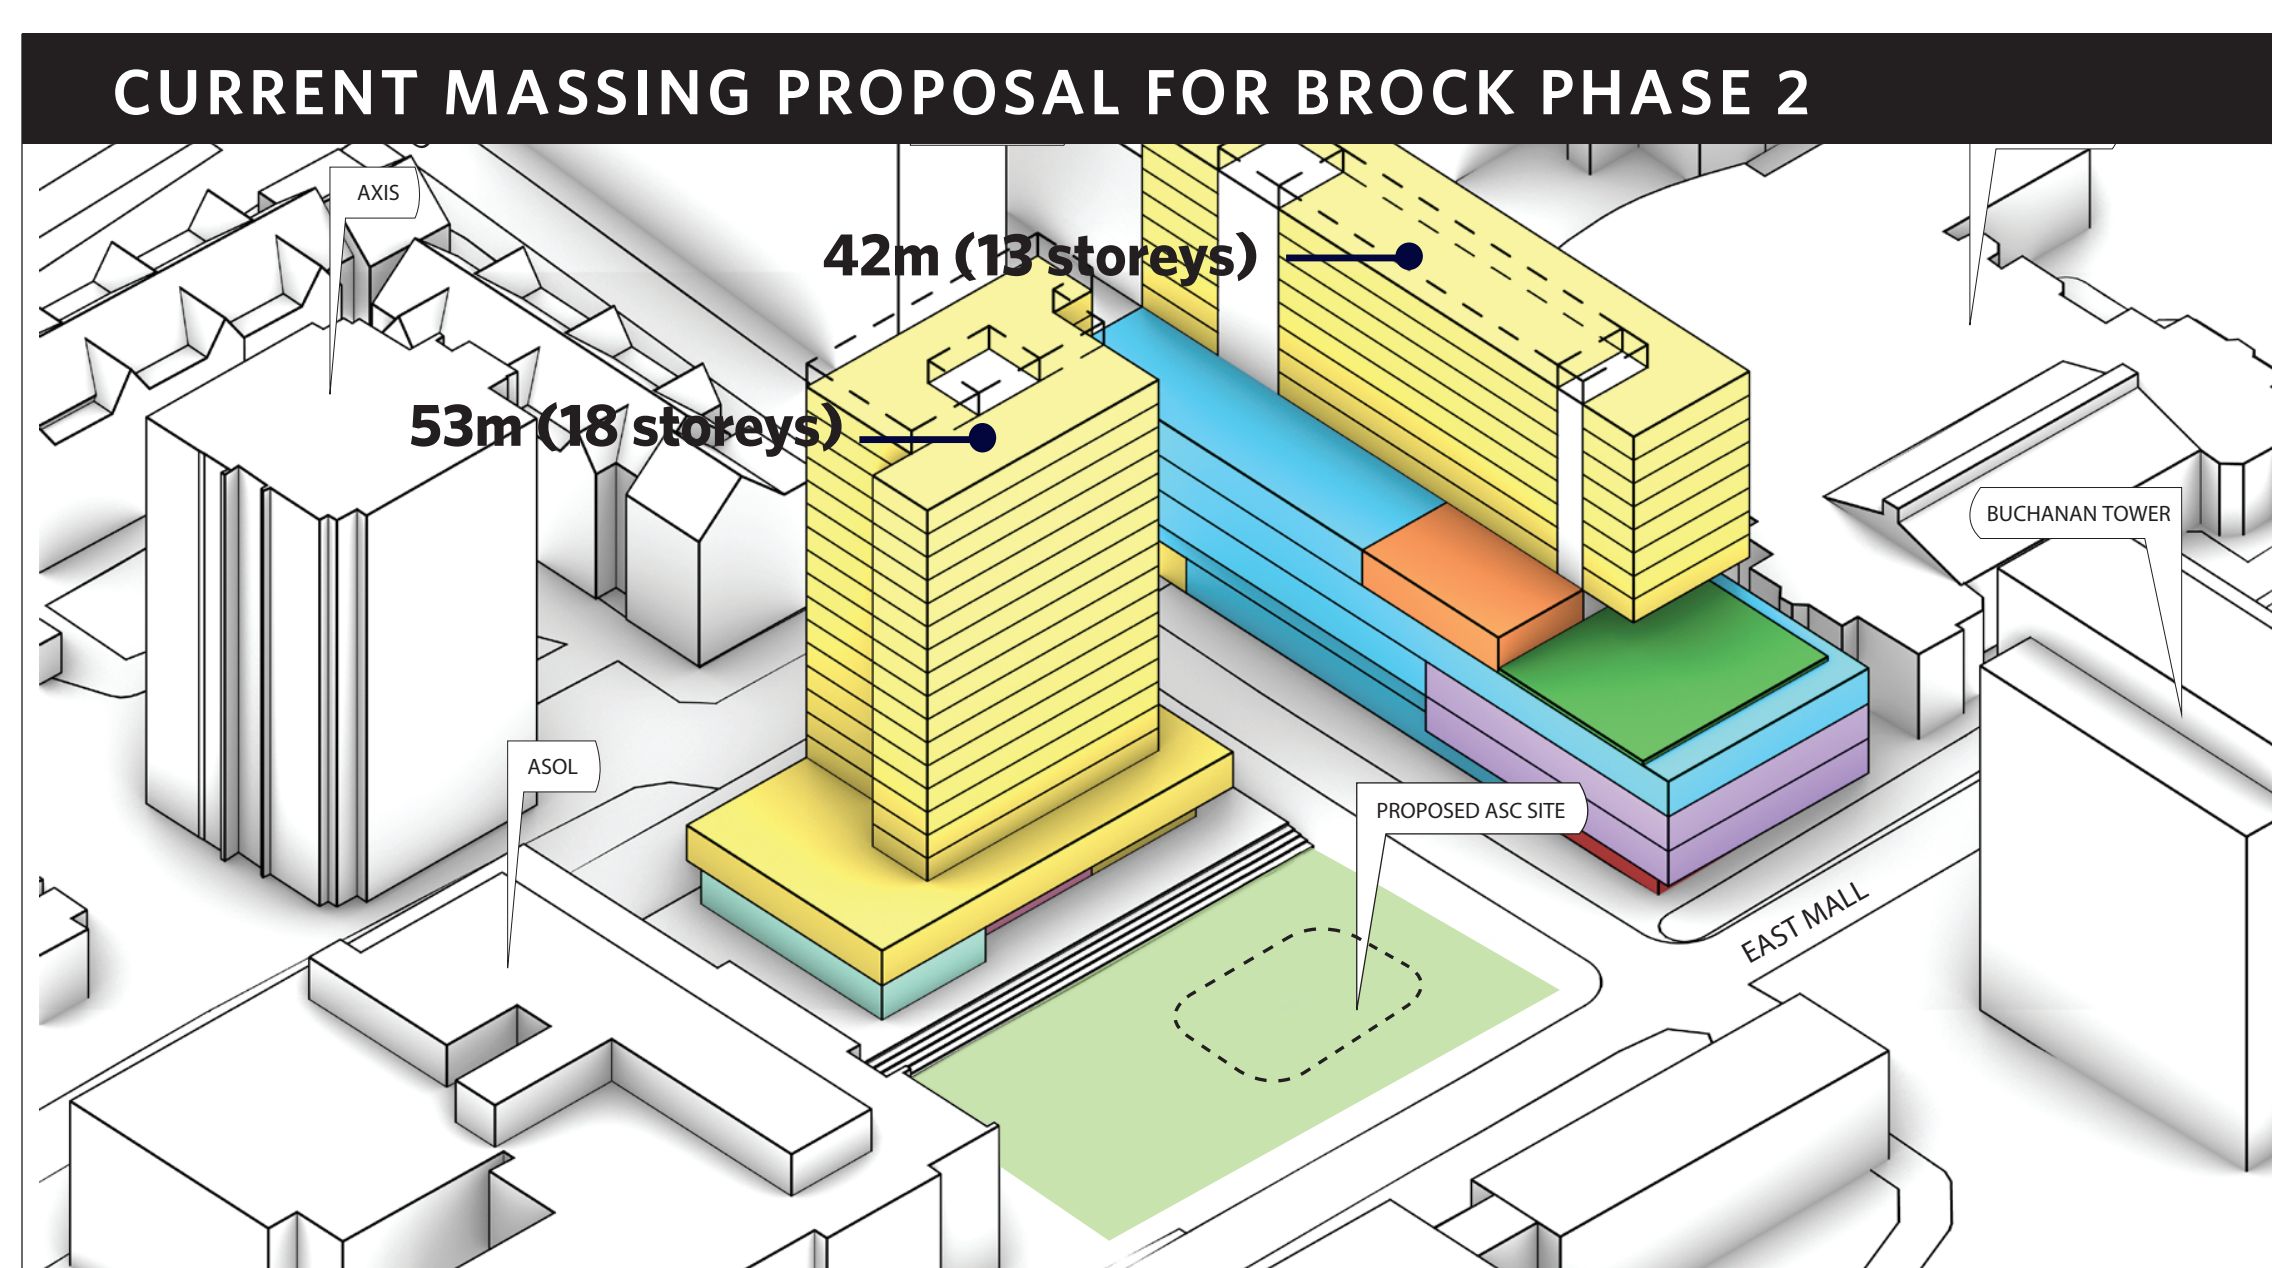 CURRENT MASSING PROPOSAL FOR BROCK PHASE 2
AXIS
42m (13 storeys)
53m (18 storeys)
BUCHANAN TOWER
ASOL
PROPOSED ASC SITE
EAST MALL